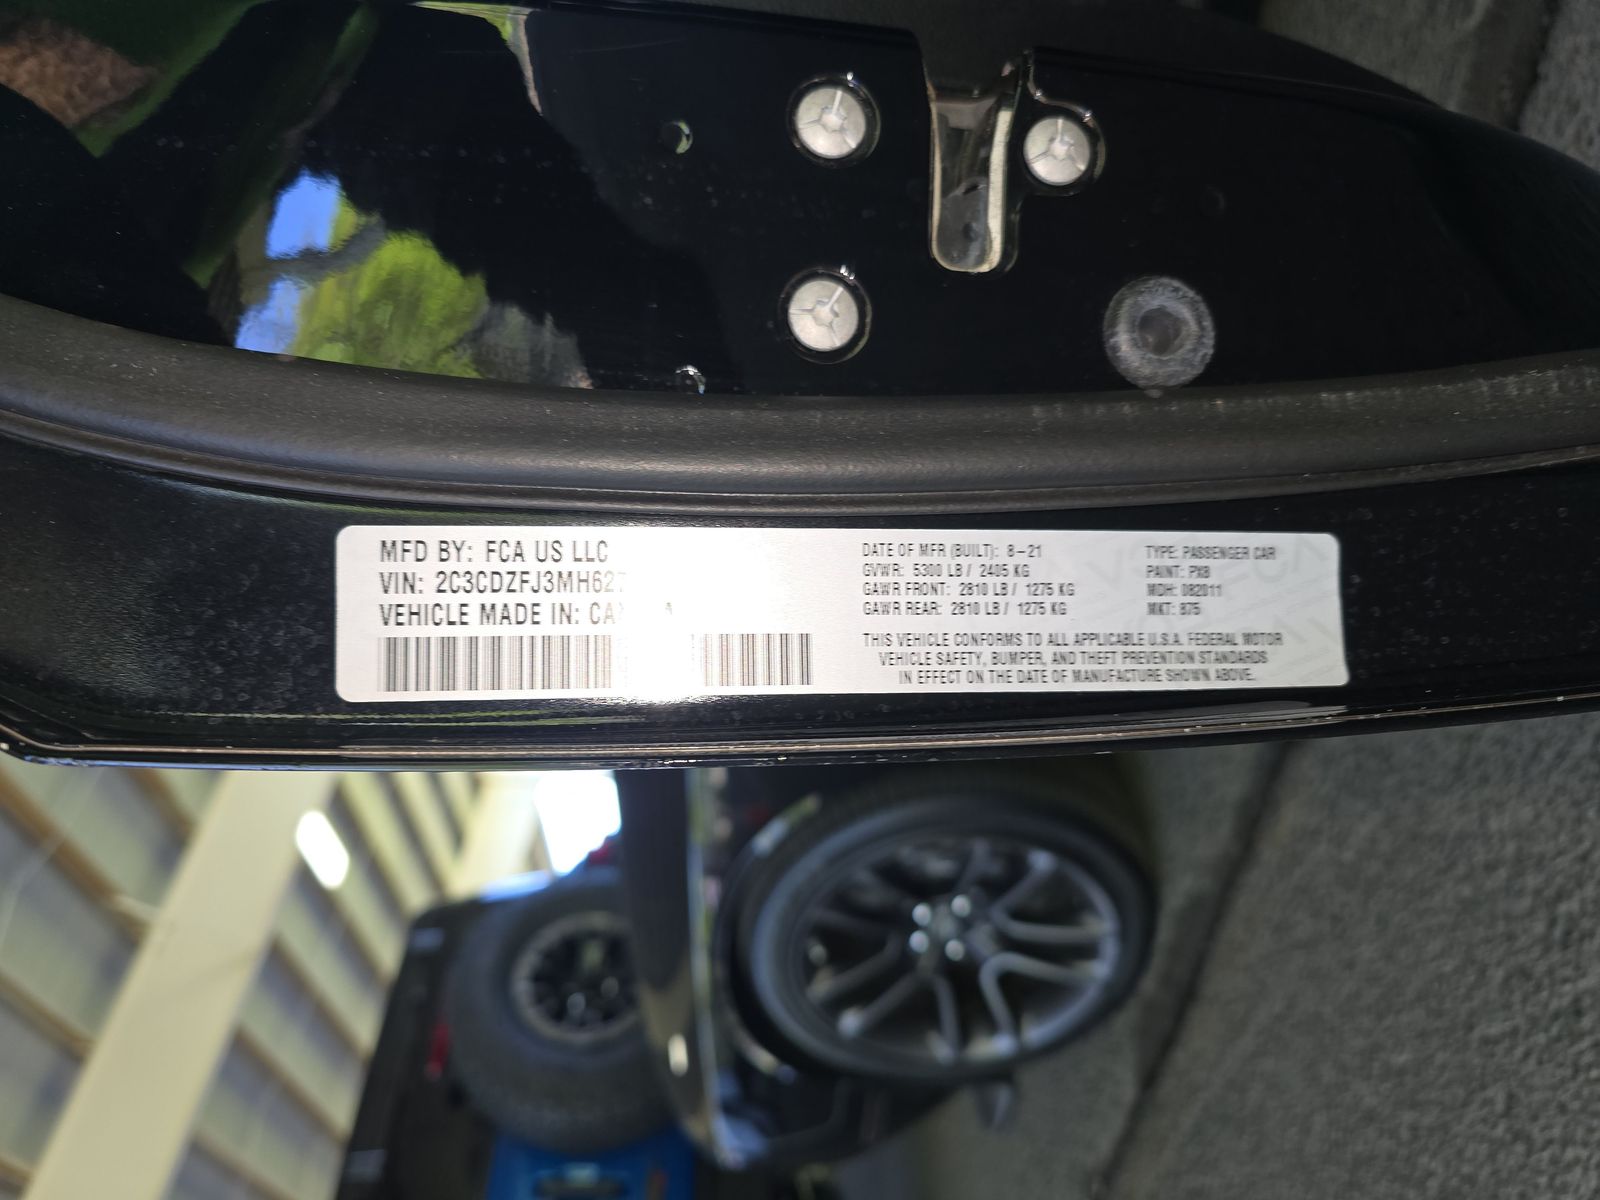 MFD BY: FCA US LLC
VIN: 2C3CDZFJ3MH627
VEHICLE MADE IN:
DATE OF MFR (BUILT): 8-21
GVWR: 5300 LB / 2405 KG
GAWR FRONT: 2810 LB / 1275 KG
GAWR REAR: 2810 LB / 1275 KG
TYPE: PASSENGER CAR
PAINT: PX8
MDH: 082011
MKT: 875
THIS VEHICLE CONFORMS TO ALL APPLICABLE U.S.A. FEDERAL MOTOR
VEHICLE SAFETY, BUMPER, AND THEFT PREVENTION STANDARDS
IN EFFECT ON THE DATE OF MANUFACTURE SHOWN ABOVE.